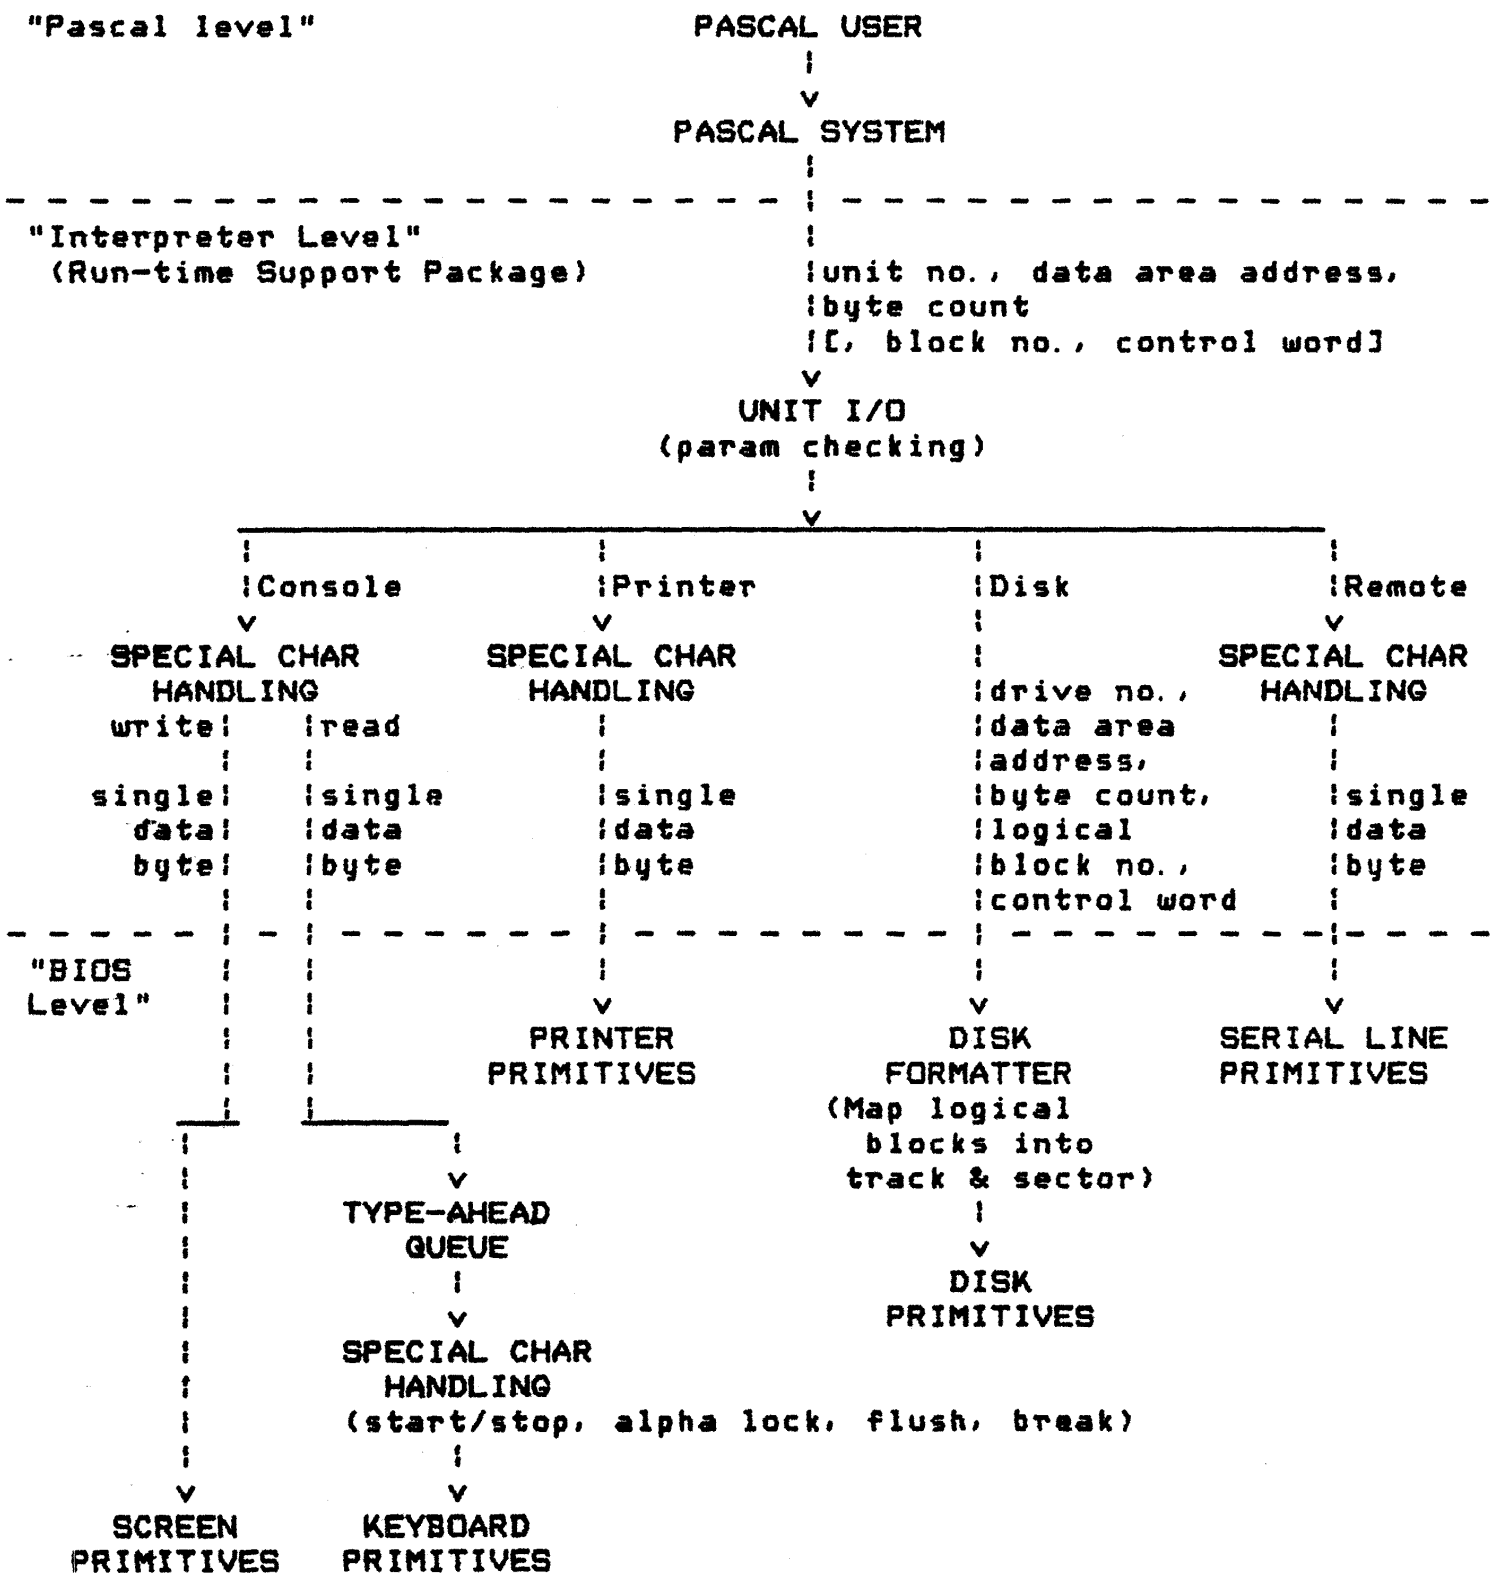 "Pascal level"
PASCAL USER
PASCAL SYSTEM
"Interpreter Level"
(Run-time Support Package)
unit no., data area address,
byte count
[, block no., control word]
UNIT I/O
(param checking)
Console
Printer
Disk
Remote
SPECIAL CHAR
HANDLING
write
read
single
data
byte
single
data
byte
SPECIAL CHAR
HANDLING
single
data
byte
drive no.,
data area
address,
byte count,
logical
block no.,
control word
SPECIAL CHAR
HANDLING
single
data
byte
"BIOS
Level"
PRINTER
PRIMITIVES
DISK
FORMATTER
(Map logical
blocks into
track & sector)
SERIAL LINE
PRIMITIVES
TYPE-AHEAD
QUEUE
DISK
PRIMITIVES
SPECIAL CHAR
HANDLING
(start/stop, alpha lock, flush, break)
SCREEN
PRIMITIVES
KEYBOARD
PRIMITIVES